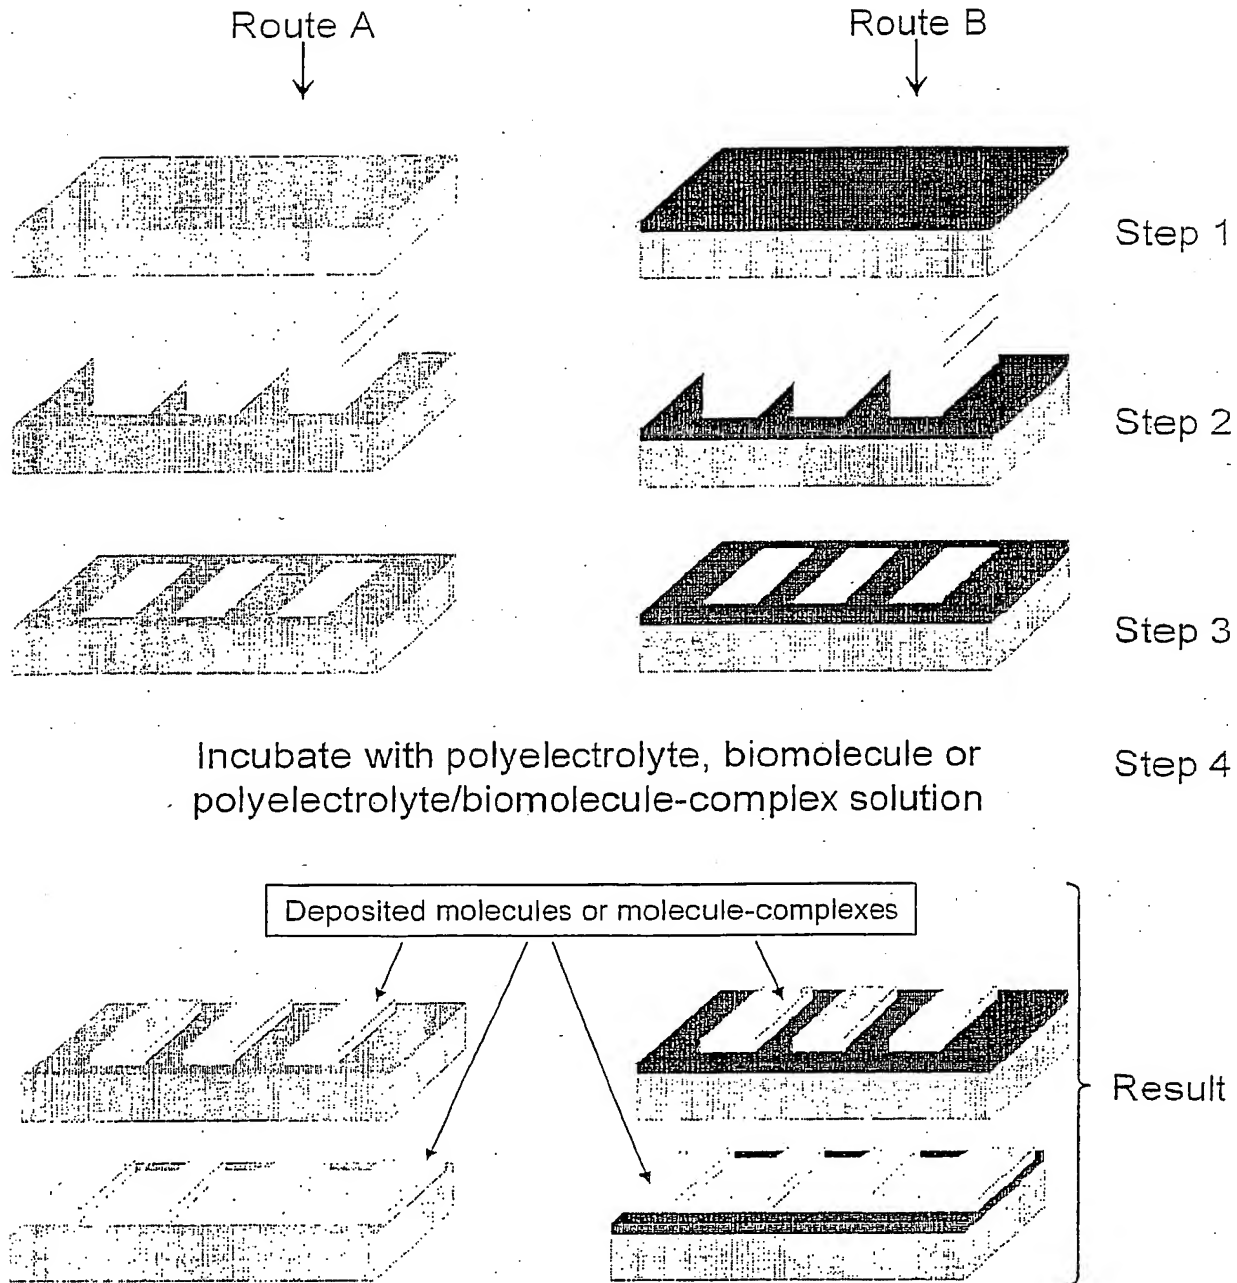 Route A
Route B
Step 1
Step 2
Step 3
Incubate with polyelectrolyte, biomolecule or
polyelectrolyte/biomolecule-complex solution
Step 4
Deposited molecules or molecule-complexes
Result